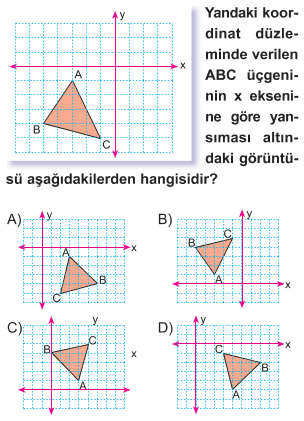 y
x
A
B
C
Yandaki koor-
dinat düzle-
minde verilen
ABC üçgeni-
nin x ekseni-
ne göre yan-
sıması altın-
daki görüntü-
sü aşağıdakilerden hangisidir?
A)
y
x
A
B
C
B)
y
B
C
A
x
C)
y
x
B
C
A
D)
y
x
C
B
A